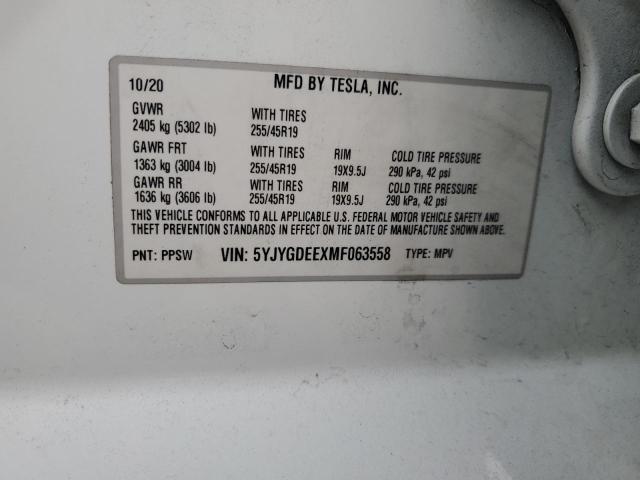 10/20 MFD BY TESLA, INC.
GVWR WITH TIRES
2405 kg (5302 lb) 255/45R19
GAWR FRT WITH TIRES RIM COLD TIRE PRESSURE
1363 kg (3004 lb) 255/45R19 19X9.5J 290 kPa, 42 psi
GAWR RR WITH TIRES RIM COLD TIRE PRESSURE
1636 kg (3606 lb) 255/45R19 19X9.5J 290 kPa, 42 psi
THIS VEHICLE CONFORMS TO ALL APPLICABLE U.S. FEDERAL MOTOR VEHICLE SAFETY AND
THEFT PREVENTION STANDARDS IN EFFECT ON THE DATE OF MANUFACTURE SHOWN ABOVE.
PNT: PPSW VIN: 5YJYGDEEXMF063558 TYPE: MPV